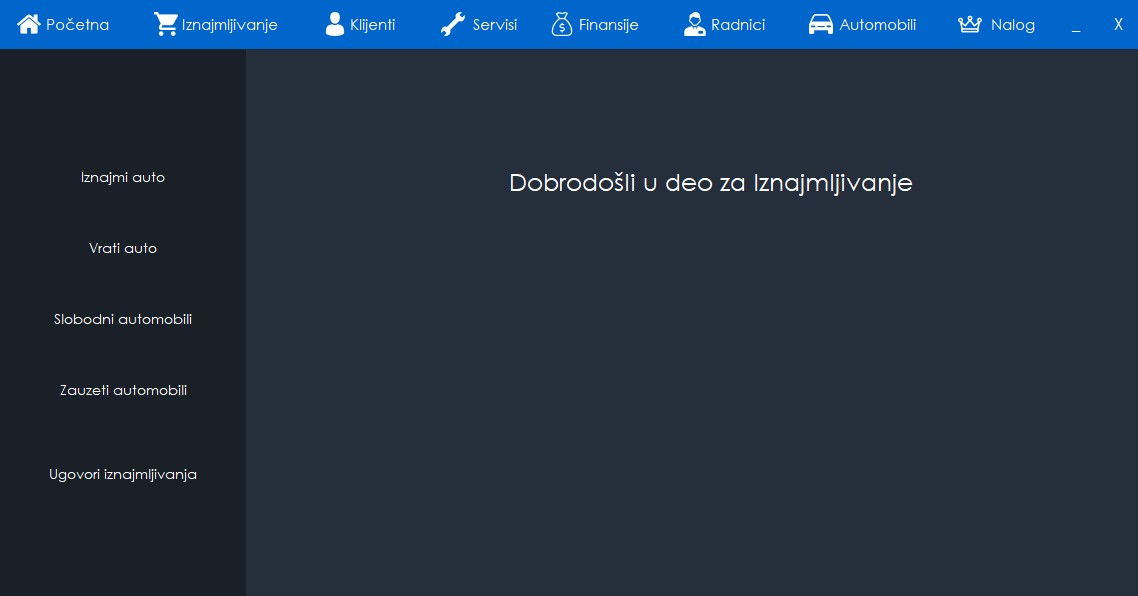 Početna Iznajmljivanje Klijenti Servisi Finansije Radnici Automobili Nalog _ X
Iznajmi auto
Dobrodošli u deo za Iznajmljivanje
Vrati auto
Slobodni automobili
Zauzeti automobili
Ugovori iznajmljivanja